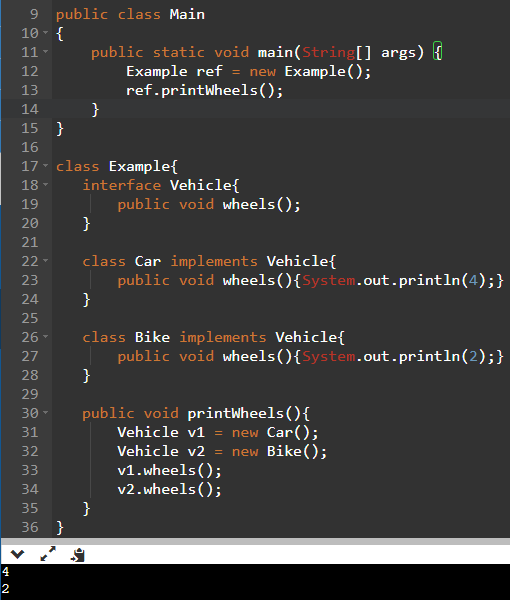 9 public class Main
10 {
11 public static void main(String[] args) {
12 Example ref = new Example();
13 ref.printWheels();
14 }
15 }
16
17 class Example{
18 interface Vehicle{
19 public void wheels();
20 }
21
22 class Car implements Vehicle{
23 public void wheels(){System.out.println(4);}
24 }
25
26 class Bike implements Vehicle{
27 public void wheels(){System.out.println(2);}
28 }
29
30 public void printWheels(){
31 Vehicle v1 = new Car();
32 Vehicle v2 = new Bike();
33 v1.wheels();
34 v2.wheels();
35 }
36 }
4
2